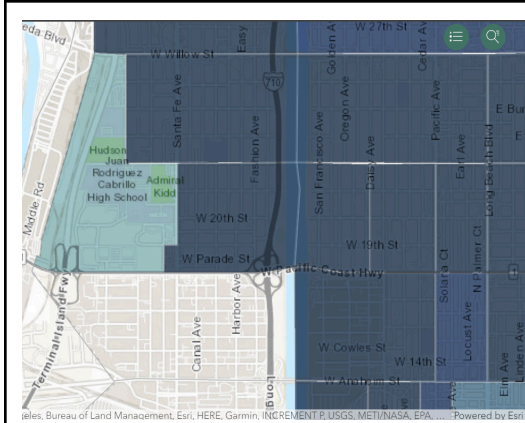 eda Blvd
W Willow St
Easy
710
Golden A
W 27th St
Cedar Av
Santa Fe Ave
Fashion Ave
San Francisco Ave
Oregon Ave
Daisy Ave
Pacific Ave
Earl Ave
Long Beach Blvd
E Bur
E
Hudson
Juan
Rodriguez
Cabrillo
High School
Admiral
Kidd
Middle Rd
W 20th St
W 19th St
W Parade St
W Pacific Coast Hwy
Solana Ct
N Palmer Ct
Terminal Island Fwy
Canal Ave
Harbor Ave
Long
W Cowles St
W 14th St
W Anaheim St
Locust Ave
e Ave
Elm Ave
Linden Ave
eles, Bureau of Land Management, Esri, HERE, Garmin, INCREMENT P, USGS, METI/NASA, EPA, ... Powered by Esri